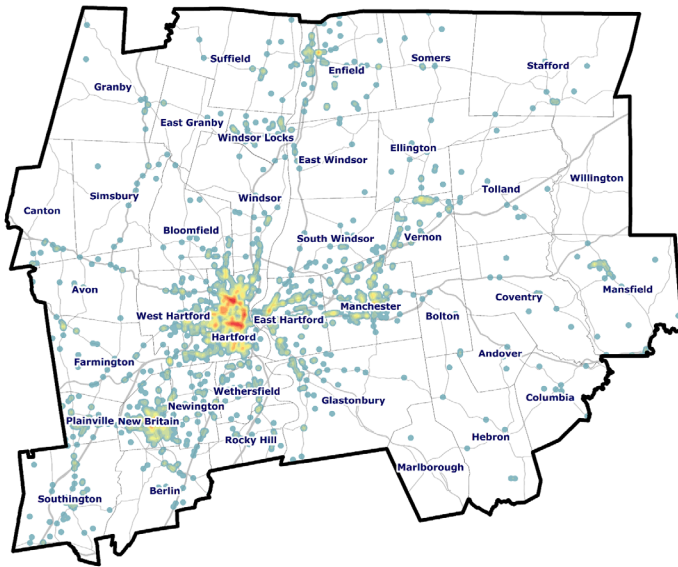 Suffield
Enfield
Somers
Stafford
Granby
East Granby
Windsor Locks
East Windsor
Ellington
Tolland
Willington
Canton
Simsbury
Windsor
Bloomfield
South Windsor
Vernon
Avon
West Hartford
East Hartford
Manchester
Bolton
Coventry
Mansfield
Hartford
Farmington
Andover
Wethersfield
Glastonbury
Columbia
Newington
Plainville New Britain
Rocky Hill
Hebron
Marlborough
Southington
Berlin